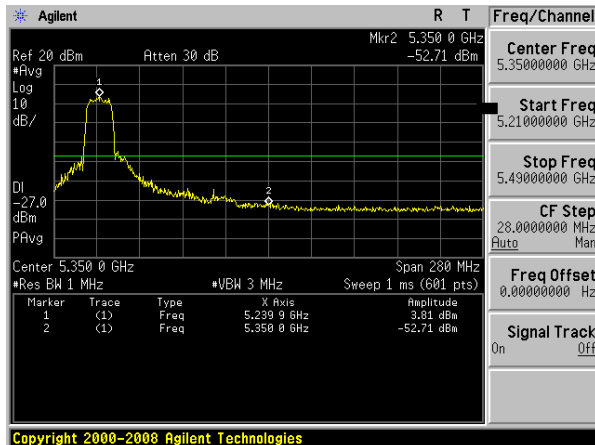 Agilent R T
Freq/Channel
Mkr2 5.350 0 GHz
Ref 20 dBm Atten 30 dB -52.71 dBm
#Avg
Log
10
dB/
1
2
DI
-27.0
dBm
PAvg
Center 5.350 0 GHz Span 280 MHz
#Res BW 1 MHz #VBW 3 MHz Sweep 1 ms (601 pts)
Marker Trace Type X Axis Amplitude
1 (1) Freq 5.239 9 GHz 3.81 dBm
2 (1) Freq 5.350 0 GHz -52.71 dBm
Center Freq
5.35000000 GHz
Start Freq
5.21000000 GHz
Stop Freq
5.49000000 GHz
CF Step
28.0000000 MHz
Auto Man
Freq Offset
0.00000000 Hz
Signal Track
On Off
Copyright 2000-2008 Agilent Technologies